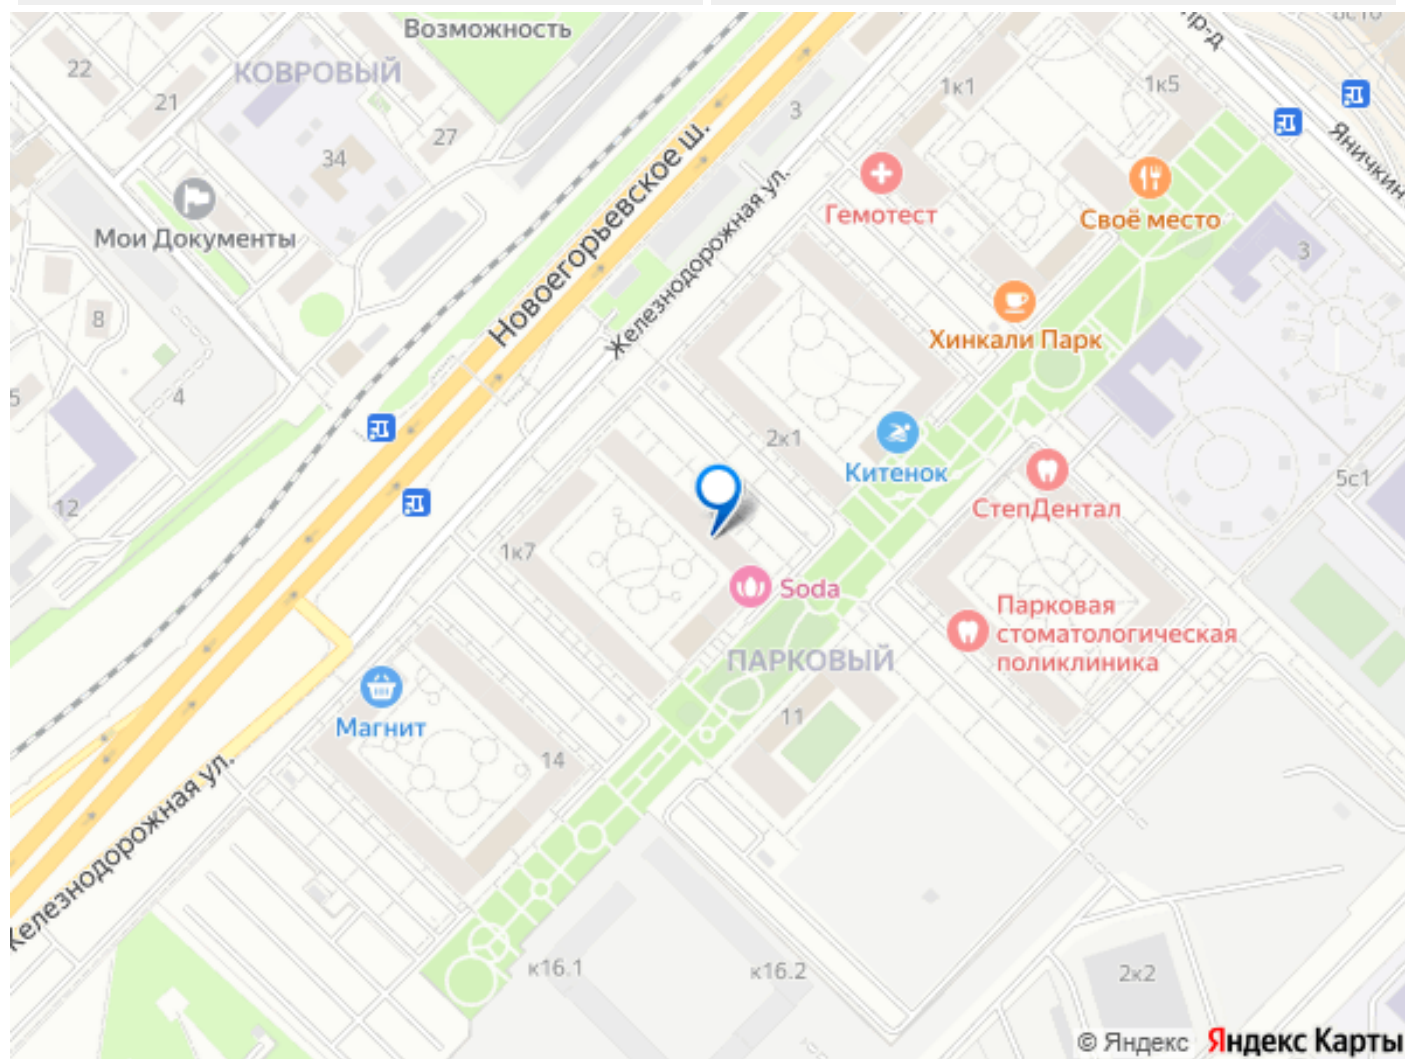 Возможность
пр-д
22
КОВРОВЫЙ
1к1
1к5
21
3
27
34
Новоегорьевское ш.
Яничкин
Гемотест
Железнодорожная ул.
Своё место
Мои Документы
3
8
Хинкали Парк
5
4
2к1
Китенок
12
СтепДентал
5с1
1к7
Soda
Парковая
стоматологическая
поликлиника
ПАРКОВЫЙ
11
Магнит
14
Железнодорожная ул.
к16.1
к16.2
2к2
© Яндекс Яндекс Карты